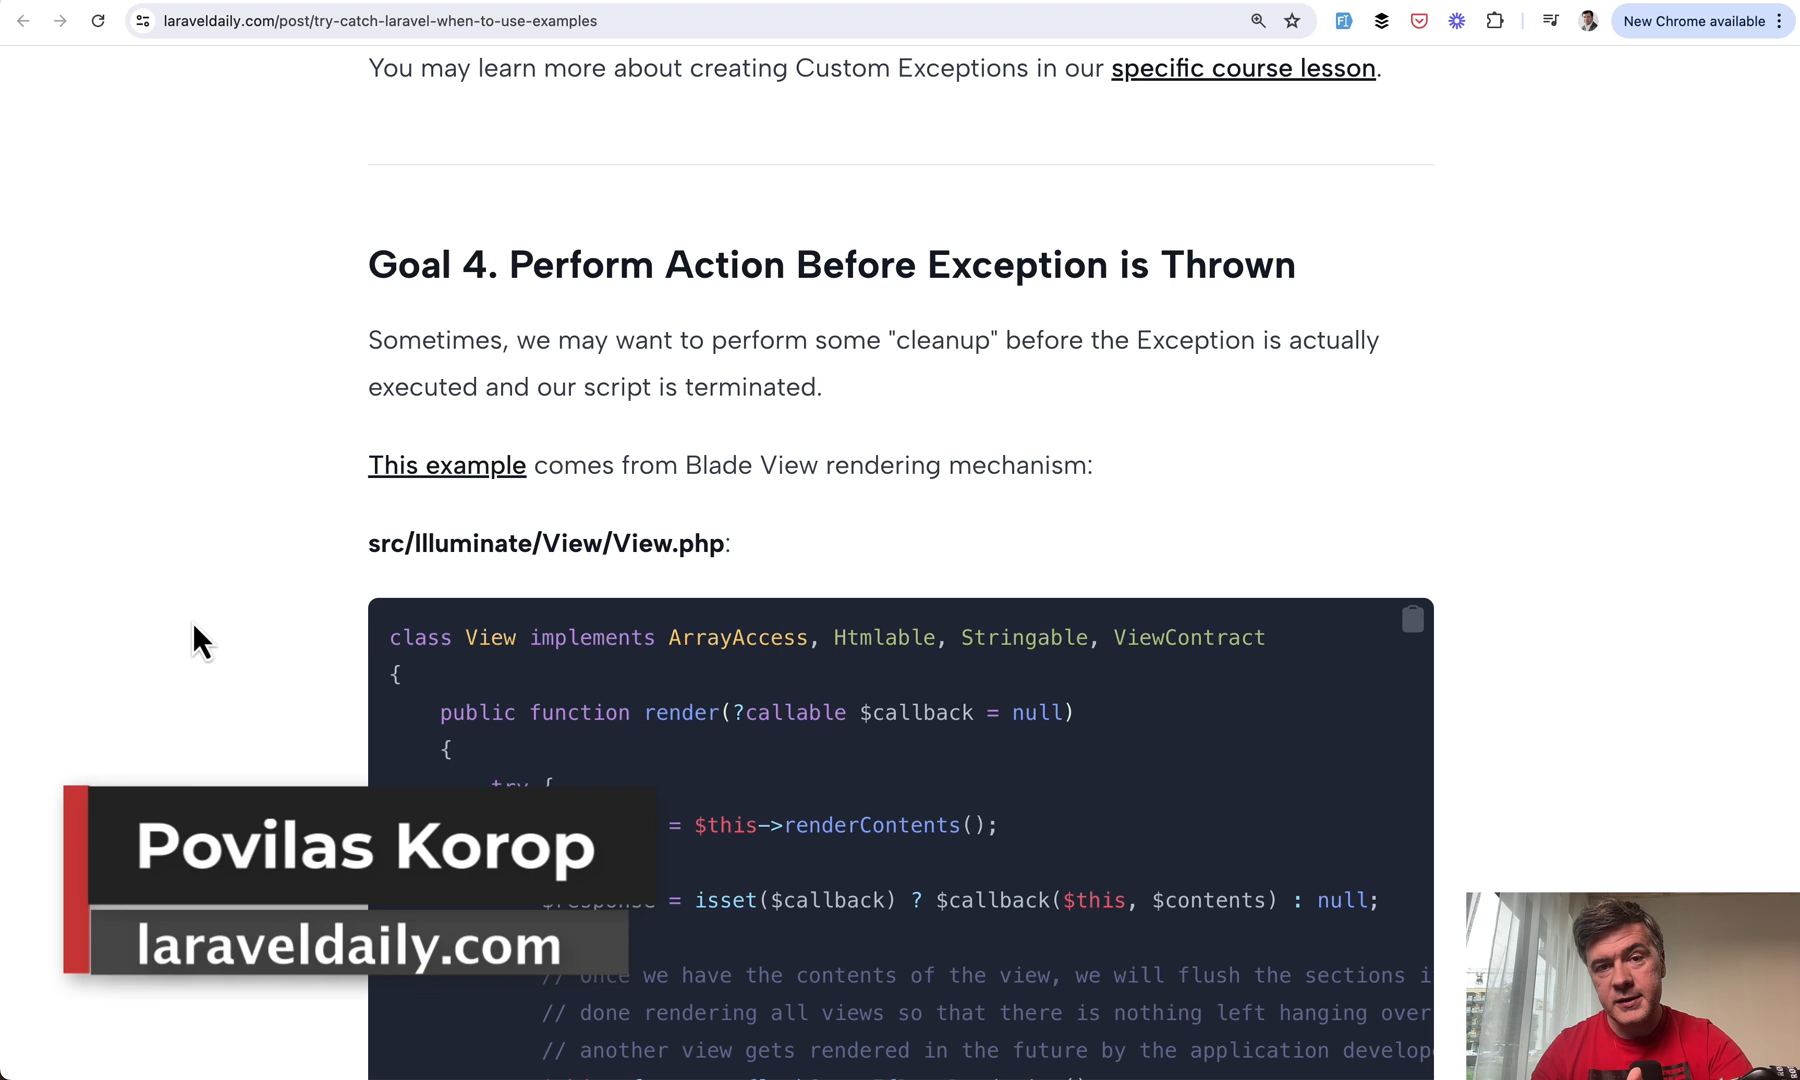 laraveldaily.com/post/try-catch-laravel-when-to-use-examples
New Chrome available
You may learn more about creating Custom Exceptions in our specific course lesson.
Goal 4. Perform Action Before Exception is Thrown
Sometimes, we may want to perform some "cleanup" before the Exception is actually
executed and our script is terminated.
This example comes from Blade View rendering mechanism:
src/Illuminate/View/View.php:
class View implements ArrayAccess, Htmlable, Stringable, ViewContract
{
public function render(?callable $callback = null)
{
try {
= $this->renderContents();
$response = isset($callback) ? $callback($this, $contents) : null;
// once we have the contents of the view, we will flush the sections i
// done rendering all views so that there is nothing left hanging over
// another view gets rendered in the future by the application develop
Povilas Korop
laraveldaily.com